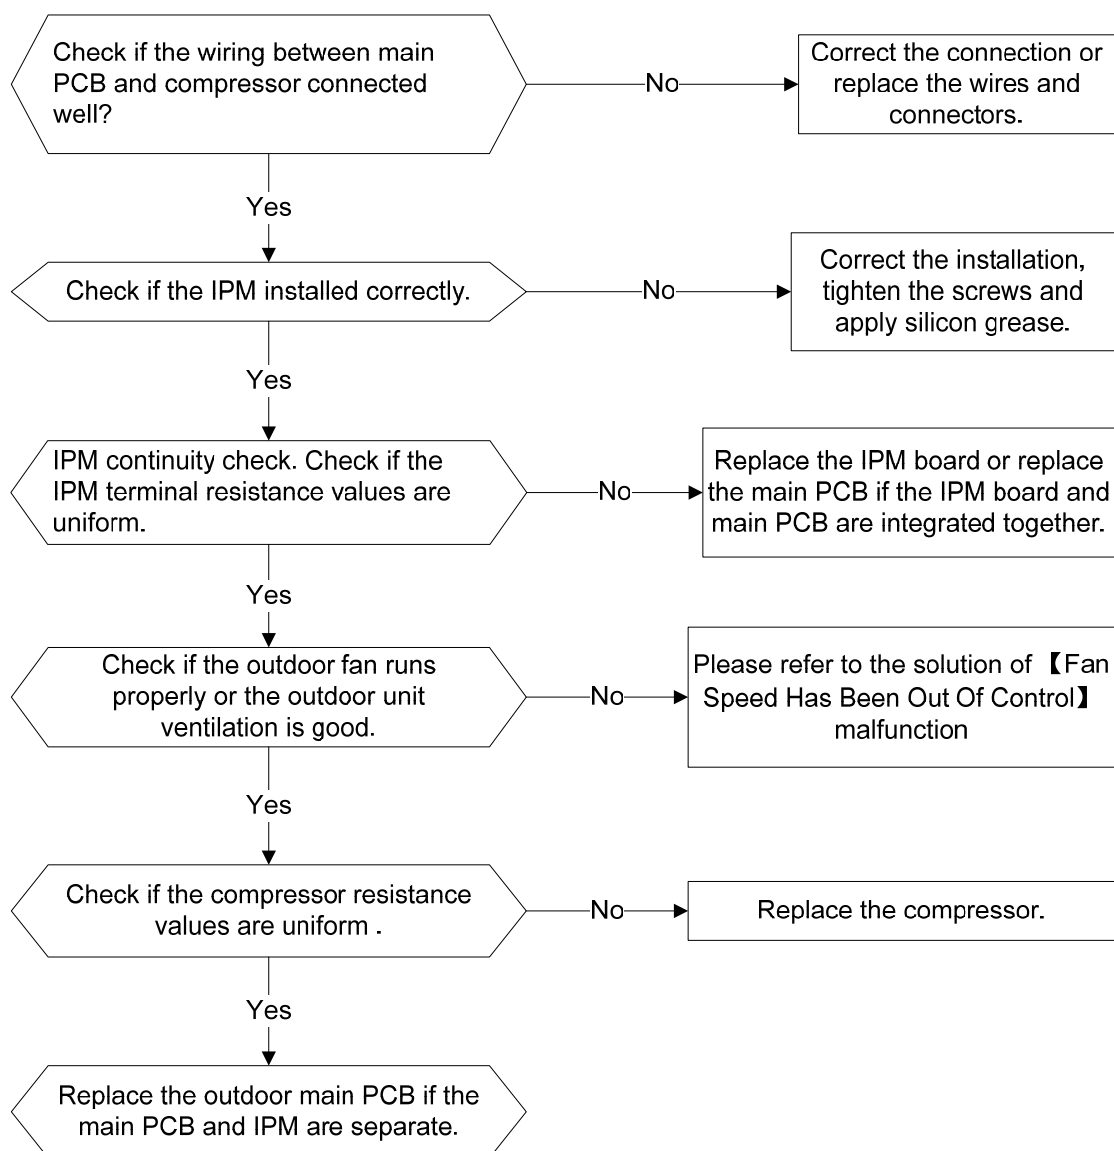 Check if the wiring between main
PCB and compressor connected
well?
No
Correct the connection or
replace the wires and
connectors.
Yes
Check if the IPM installed correctly.
No
Correct the installation,
tighten the screws and
apply silicon grease.
Yes
IPM continuity check. Check if the
IPM terminal resistance values are
uniform.
No
Replace the IPM board or replace
the main PCB if the IPM board and
main PCB are integrated together.
Yes
Check if the outdoor fan runs
properly or the outdoor unit
ventilation is good.
No
Please refer to the solution of 【Fan
Speed Has Been Out Of Control】
malfunction
Yes
Check if the compressor resistance
values are uniform .
No
Replace the compressor.
Yes
Replace the outdoor main PCB if the
main PCB and IPM are separate.